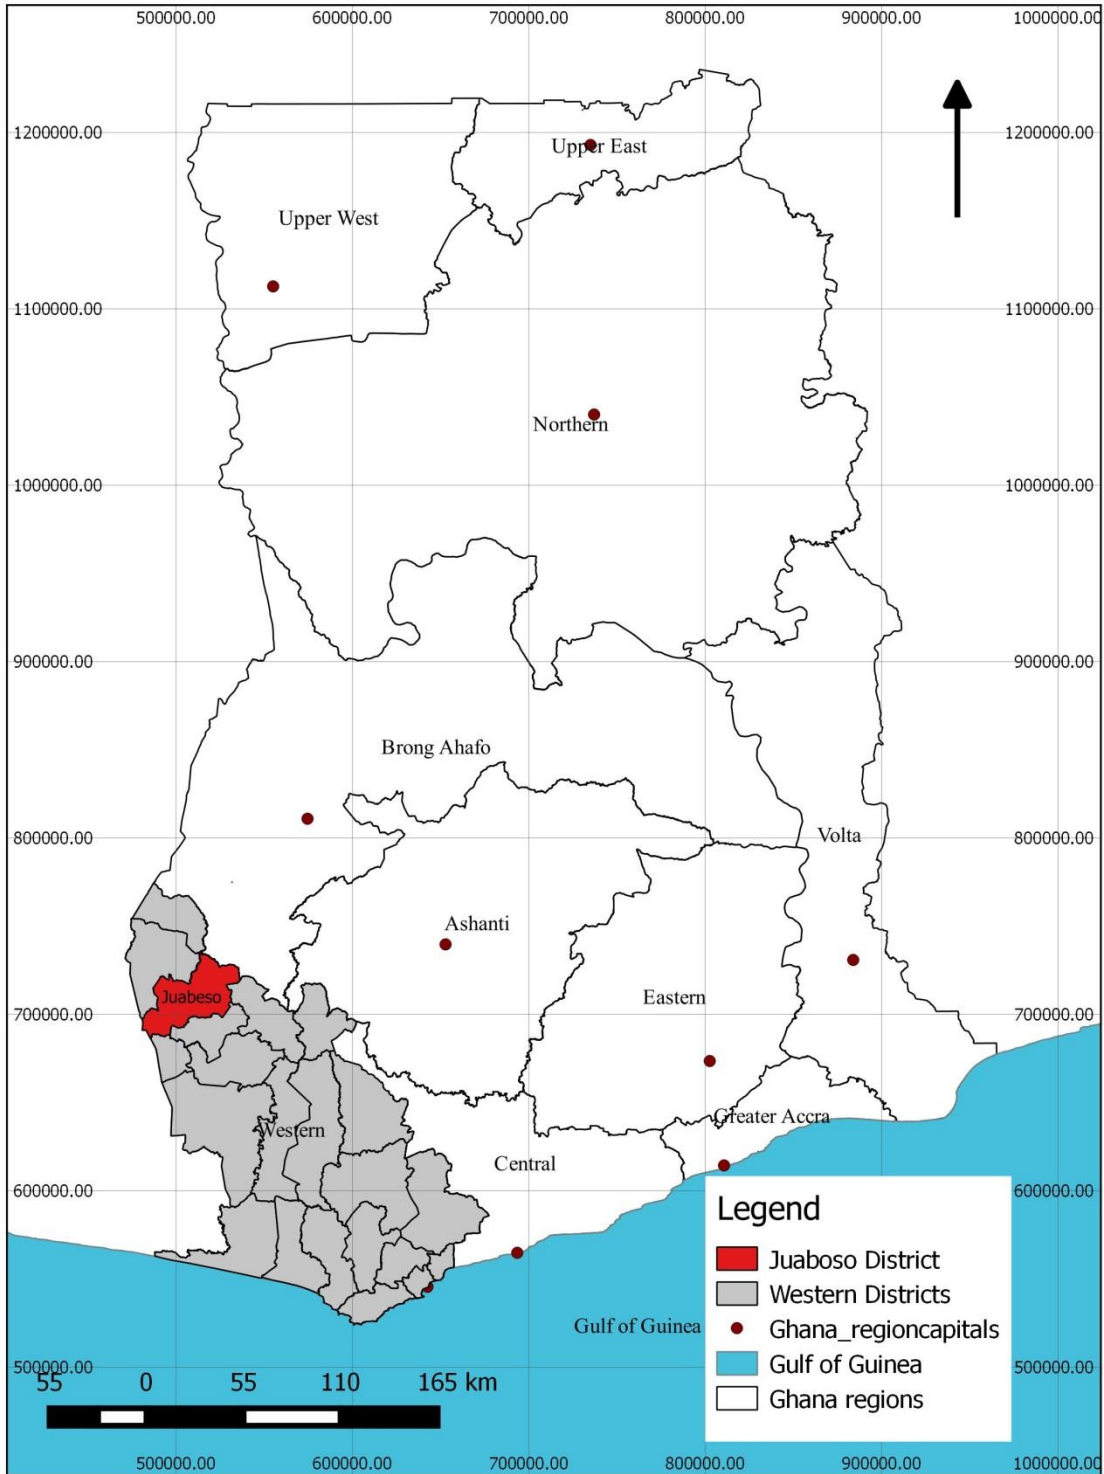 500000.00 600000.00 700000.00 800000.00 900000.00 1000000.00
1200000.00 1200000.00
Upper East
Upper West
1100000.00 1100000.00
Northern
1000000.00 1000000.00
900000.00 900000.00
Brong Ahafo
800000.00 800000.00
Volta
Ashanti
Juabeso
Eastern
700000.00 700000.00
Greater Accra
Western
Central
600000.00 600000.00
Legend
Juaboso District
Western Districts
Ghana_regioncapitals
Gulf of Guinea
Gulf of Guinea
Ghana regions
500000.00 500000.00
55 0 55 110 165 km
500000.00 600000.00 700000.00 800000.00 900000.00 1000000.00